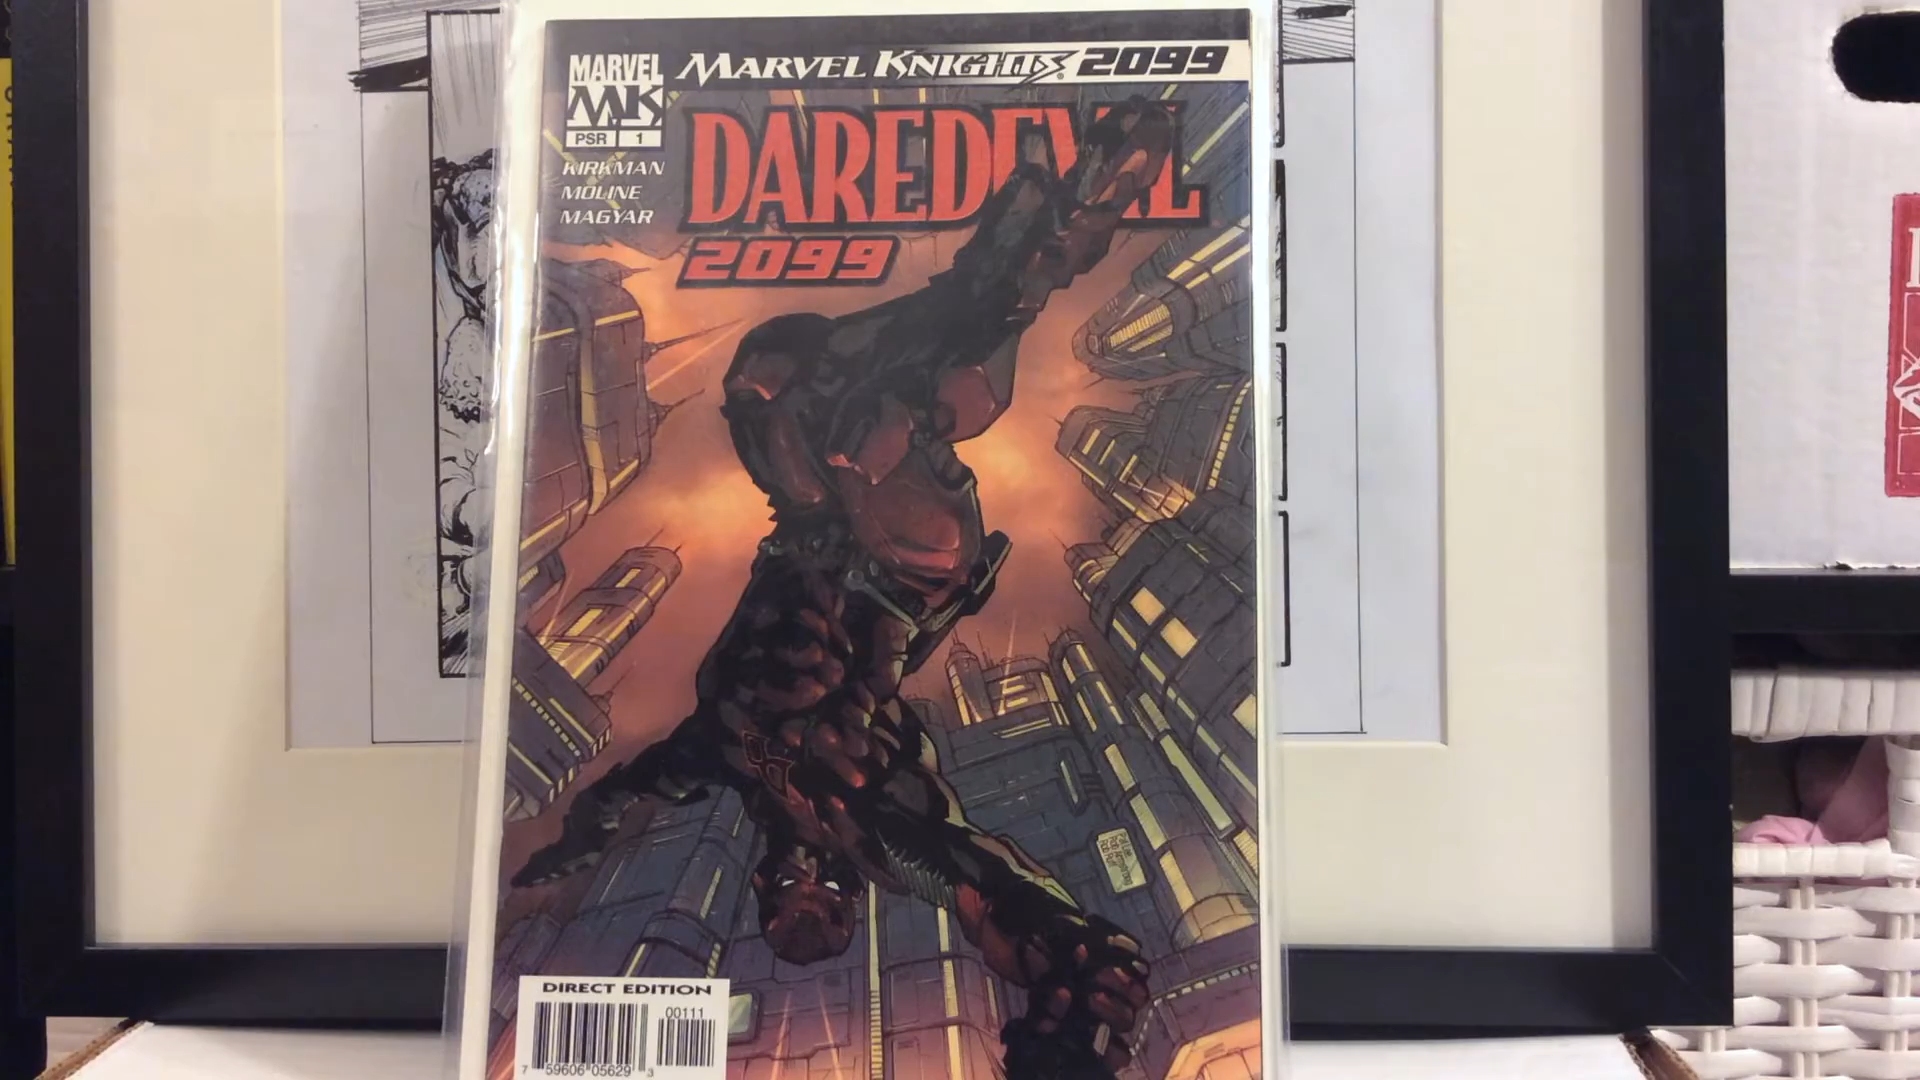 MARVEL
MK
PSR 1
MARVEL KNIGHTS 2099
KIRKMAN
MOLINE
MAGYAR
DAREDEVIL
2099
DIRECT EDITION
00111
7 59606 05629 3